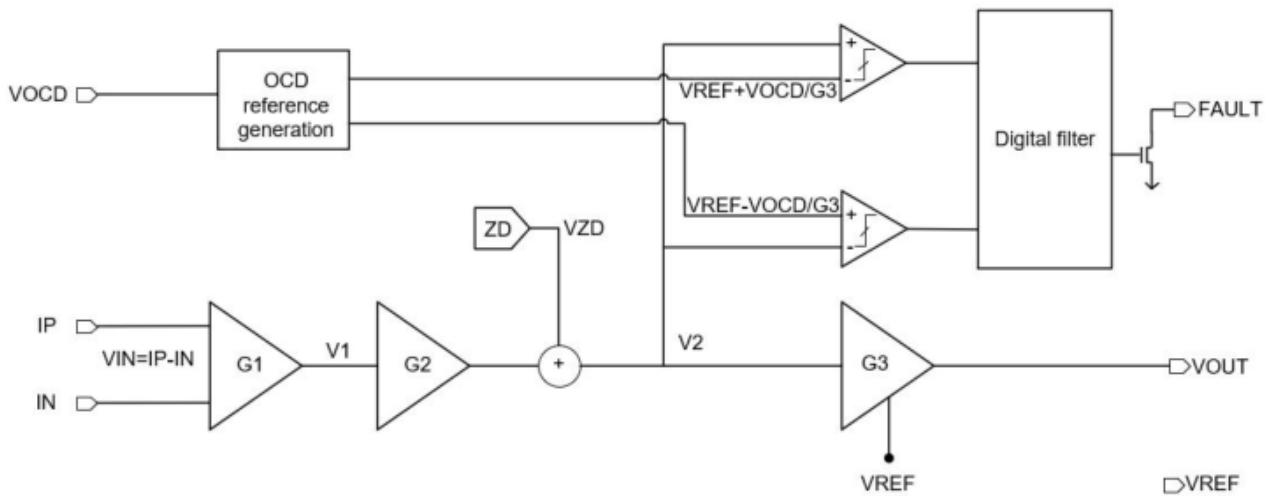 VOCD
OCD
reference
generation
+
-
VREF+VOCD/G3
Digital filter
FAULT
VREF-VOCD/G3
+
-
ZD
VZD
IP
VIN=IP-IN
IN
G1
V1
G2
+
V2
G3
VOUT
VREF
VREF